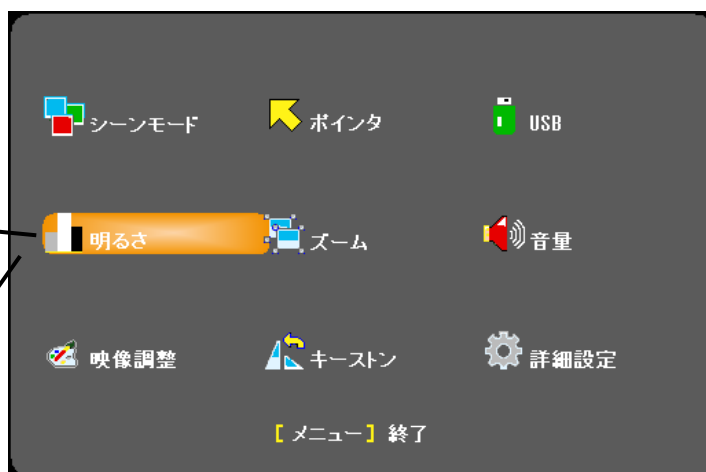 シーンモード ポインタ USB
明るさ ズーム 音量
映像調整 キーストン 詳細設定
[メニュー] 終了